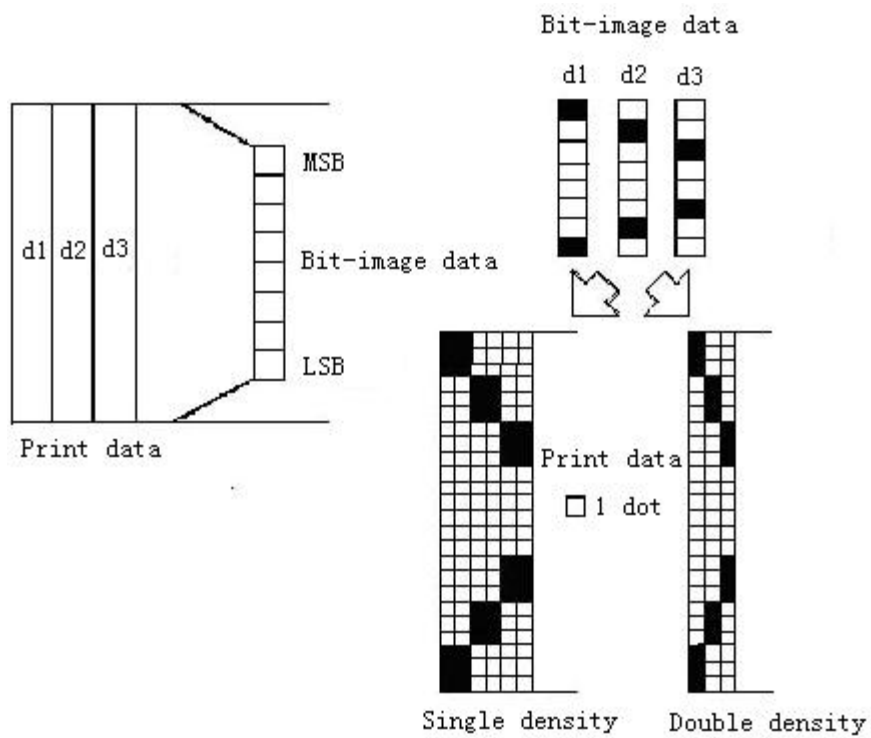 Bit-image data
d1 d2 d3
MSB
d1 d2 d3
Bit-image data
LSB
Print data
Print data
1 dot
Single density
Double density